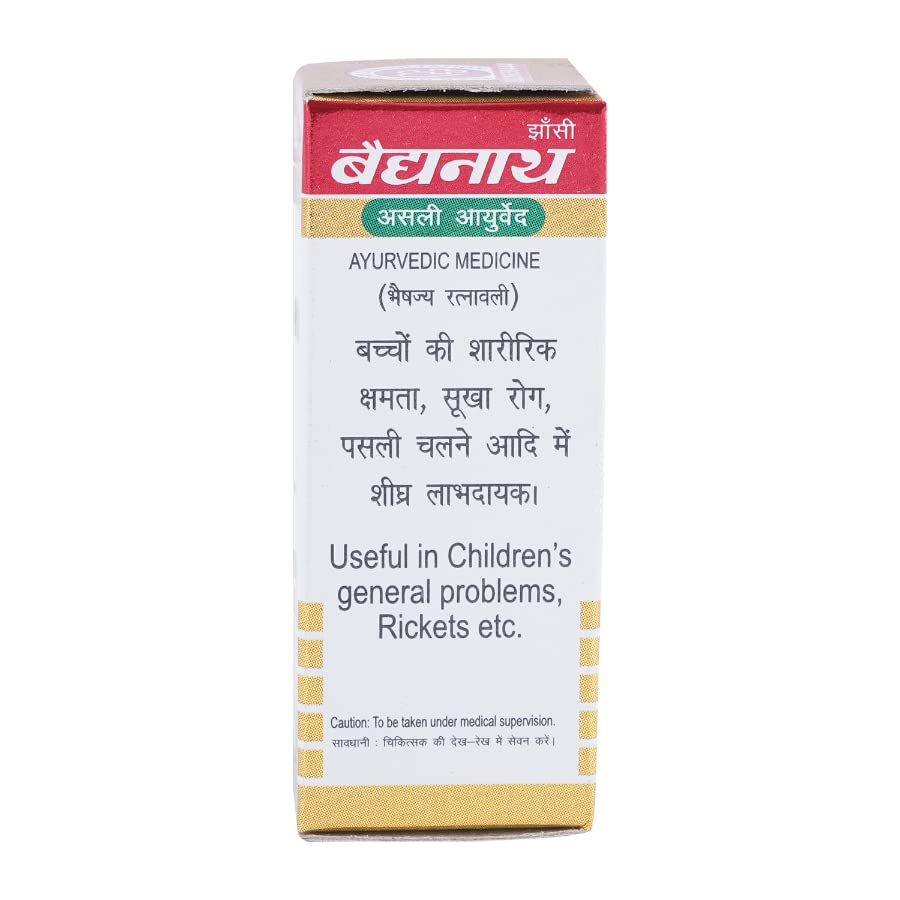 झाँसी
बैद्यनाथ
असली आयुर्वेद
AYURVEDIC MEDICINE
(भैषज्य रत्नावली)
बच्चों की शारीरिक
क्षमता, सूखा रोग,
पसली चलने आदि में
शीघ्र लाभदायक।
Useful in Children's
general problems,
Rickets etc.
Caution: To be taken under medical supervision.
सावधानी : चिकित्सक की देख–रेख में सेवन करें।